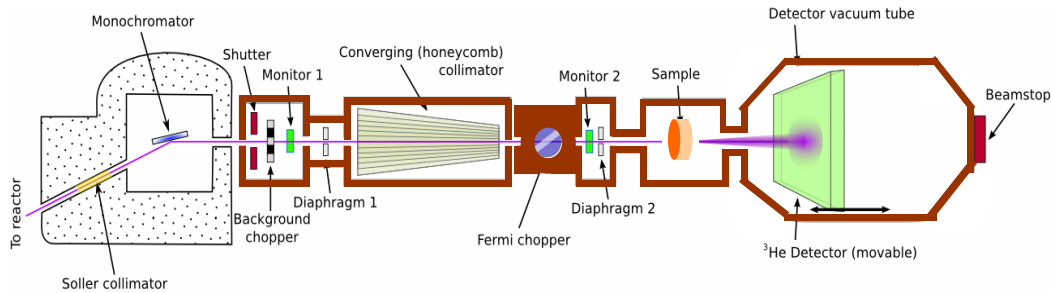 Monochromator
Shutter
Monitor 1
Converging (honeycomb)
collimator
Monitor 2
Sample
Detector vacuum tube
Beamstop
To reactor
Soller collimator
Background
chopper
Diaphragm 1
Fermi chopper
Diaphragm 2
³He Detector (movable)